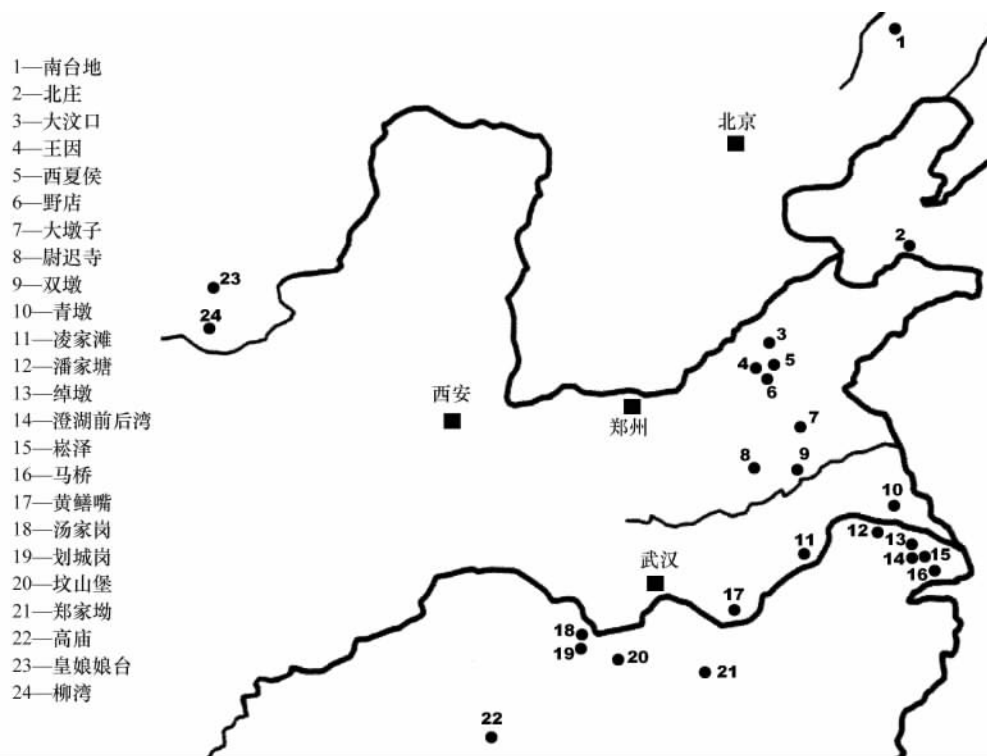 1—南台地
2—北庄
3—大汶口
4—王因
5—西夏侯
6—野店
7—大墩子
8—尉迟寺
9—双墩
10—青墩
11—凌家滩
12—潘家塘
13—绰墩
14—澄湖前后湾
15—崧泽
16—马桥
17—黄鳝嘴
18—汤家岗
19—划城岗
20—坟山堡
21—郑家坳
22—高庙
23—皇娘娘台
24—柳湾
1
北京
2
23
24
3
4
5
6
西安
郑州
7
8
9
10
11
12
13
14
15
16
武汉
17
18
19
20
21
22